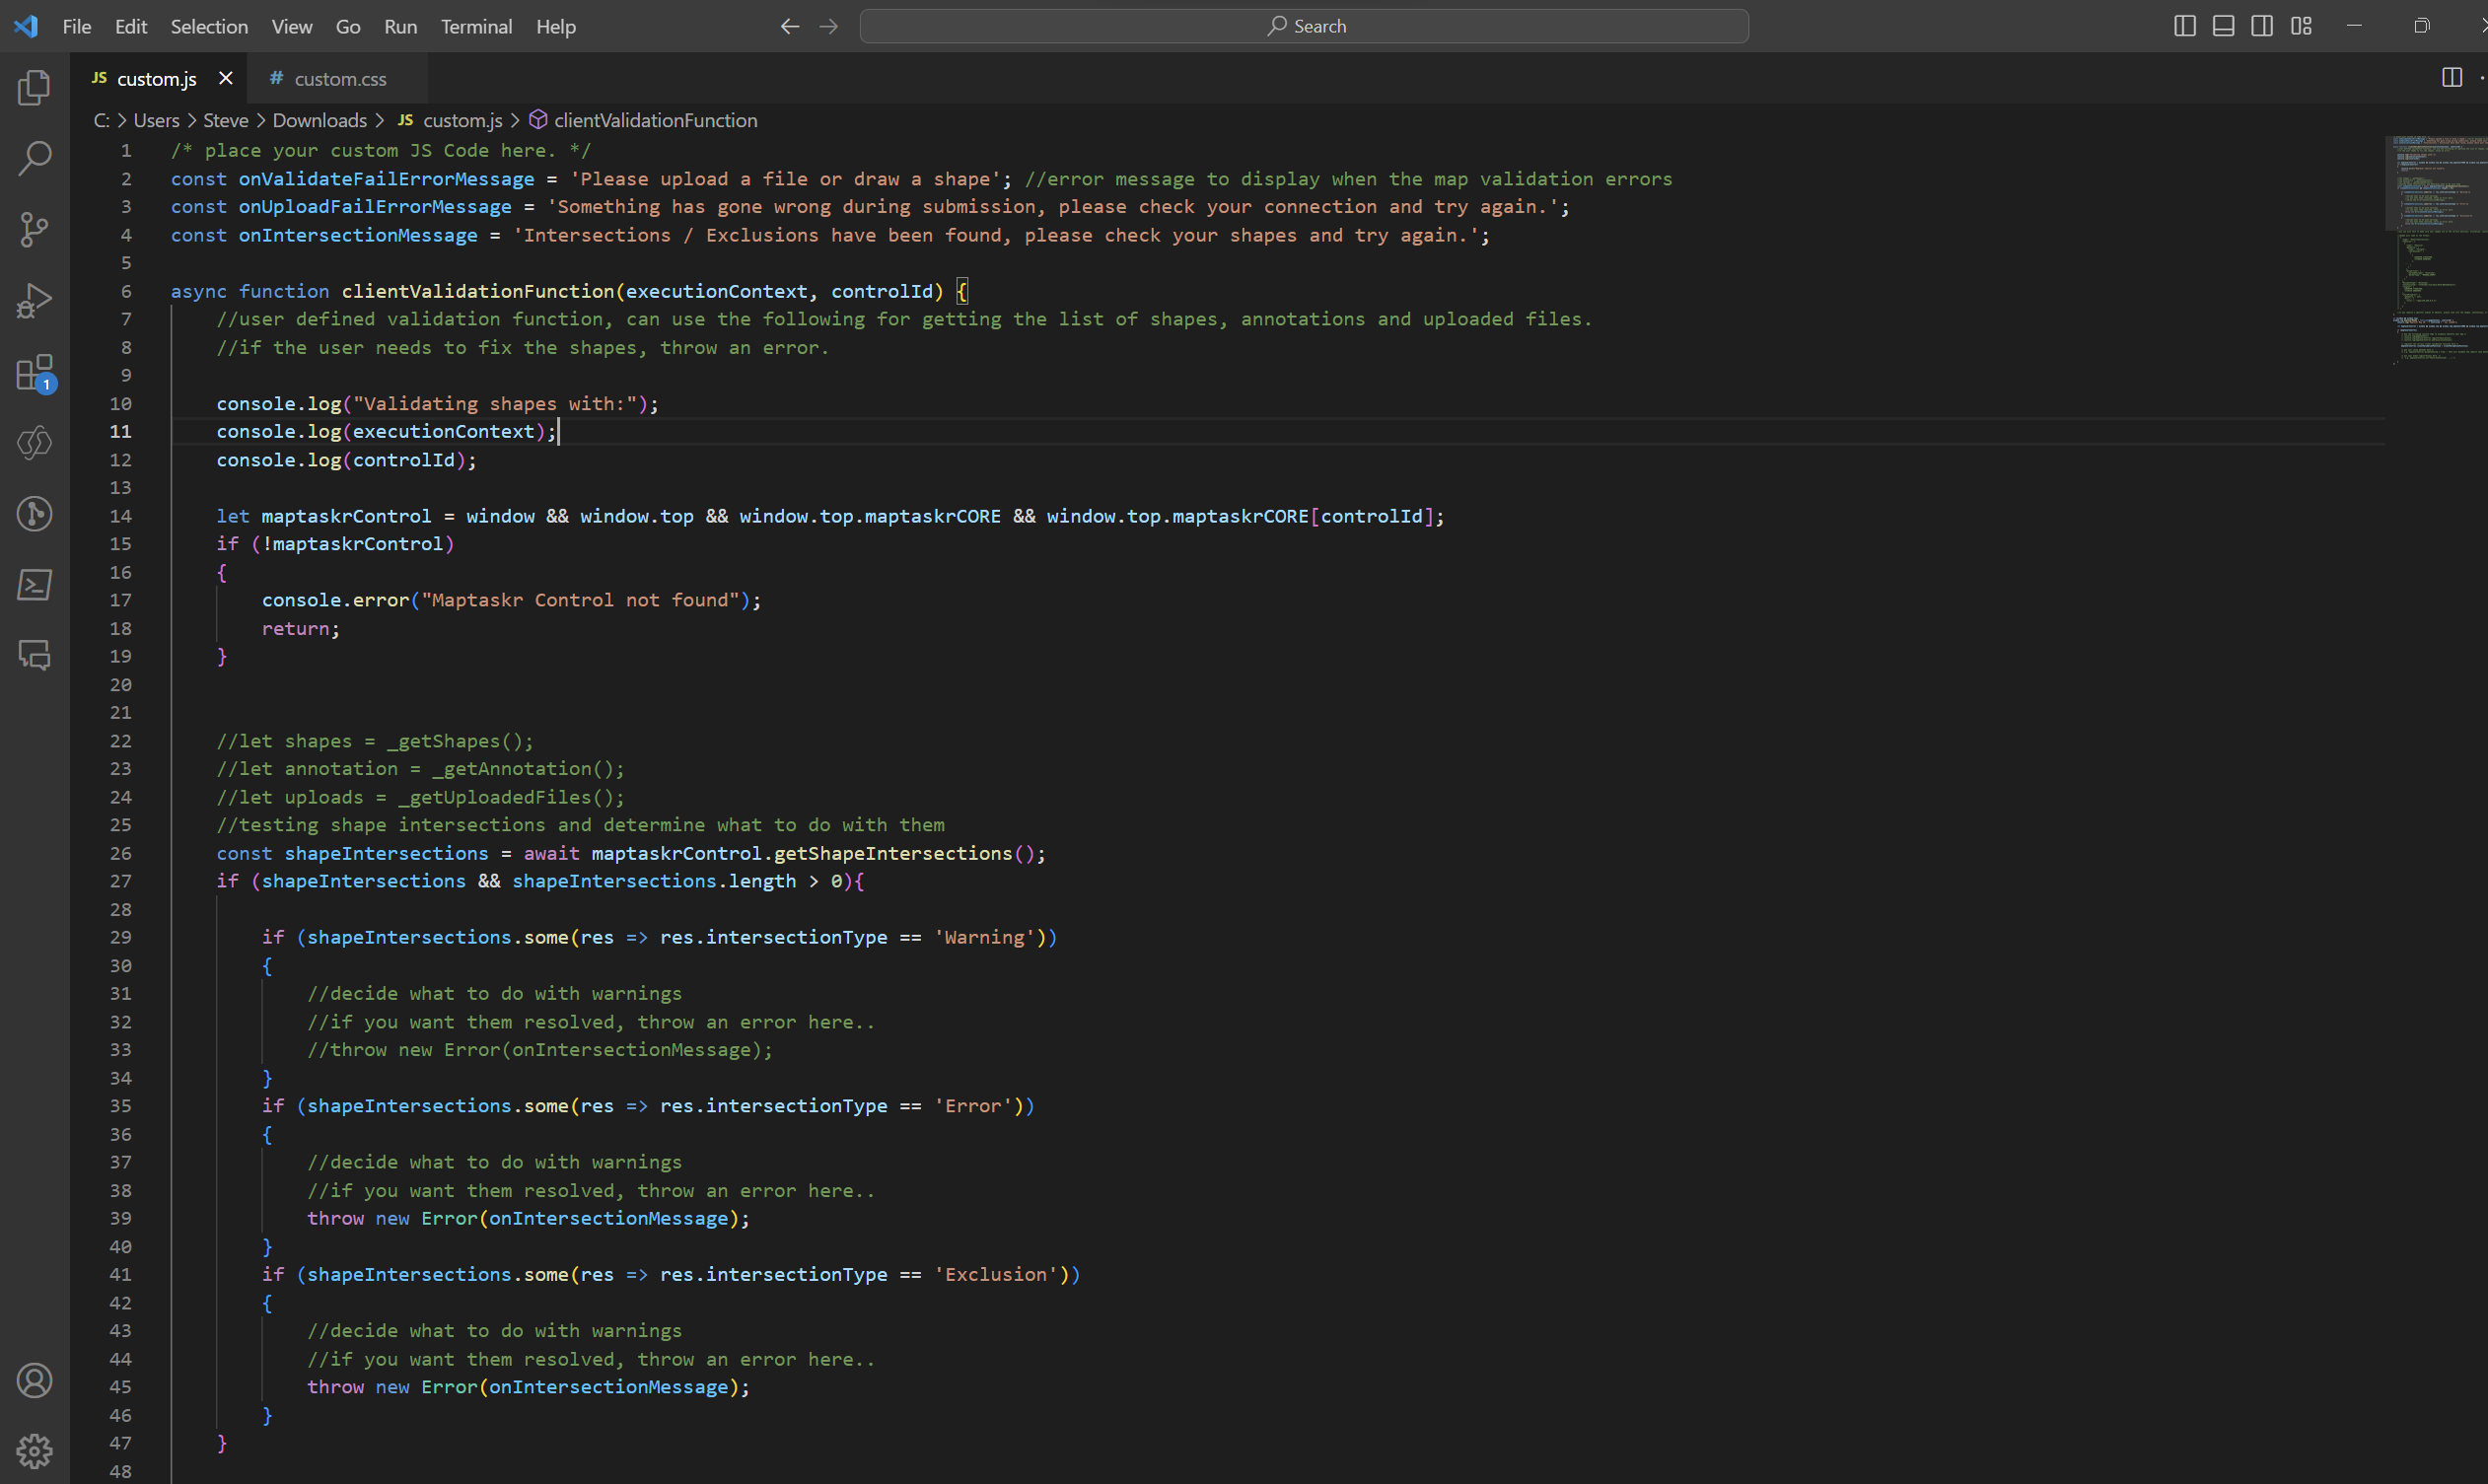 File Edit Selection View Go Run Terminal Help Search
JS custom.js # custom.css
C: > Users > Steve > Downloads > JS custom.js > clientValidationFunction
1 /* place your custom JS Code here. */
2 const onValidateFailErrorMessage = 'Please upload a file or draw a shape'; //error message to display when the map validation errors
3 const onUploadFailErrorMessage = 'Something has gone wrong during submission, please check your connection and try again.';
4 const onIntersectionMessage = 'Intersections / Exclusions have been found, please check your shapes and try again.';
5
6 async function clientValidationFunction(executionContext, controlId) {
7 //user defined validation function, can use the following for getting the list of shapes, annotations and uploaded files.
8 //if the user needs to fix the shapes, throw an error.
9
10 console.log("Validating shapes with:");
11 console.log(executionContext);
12 console.log(controlId);
13
14 let maptaskrControl = window && window.top && window.top.maptaskrCORE && window.top.maptaskrCORE[controlId];
15 if (!maptaskrControl)
16 {
17 console.error("Maptaskr Control not found");
18 return;
19 }
20
21
22 //let shapes = _getShapes();
23 //let annotation = _getAnnotation();
24 //let uploads = _getUploadedFiles();
25 //testing shape intersections and determine what to do with them
26 const shapeIntersections = await maptaskrControl.getShapeIntersections();
27 if (shapeIntersections && shapeIntersections.length > 0){
28
29 if (shapeIntersections.some(res => res.intersectionType == 'Warning'))
30 {
31 //decide what to do with warnings
32 //if you want them resolved, throw an error here..
33 //throw new Error(onIntersectionMessage);
34 }
35 if (shapeIntersections.some(res => res.intersectionType == 'Error'))
36 {
37 //decide what to do with warnings
38 //if you want them resolved, throw an error here..
39 throw new Error(onIntersectionMessage);
40 }
41 if (shapeIntersections.some(res => res.intersectionType == 'Exclusion'))
42 {
43 //decide what to do with warnings
44 //if you want them resolved, throw an error here..
45 throw new Error(onIntersectionMessage);
46 }
47 }
48
1